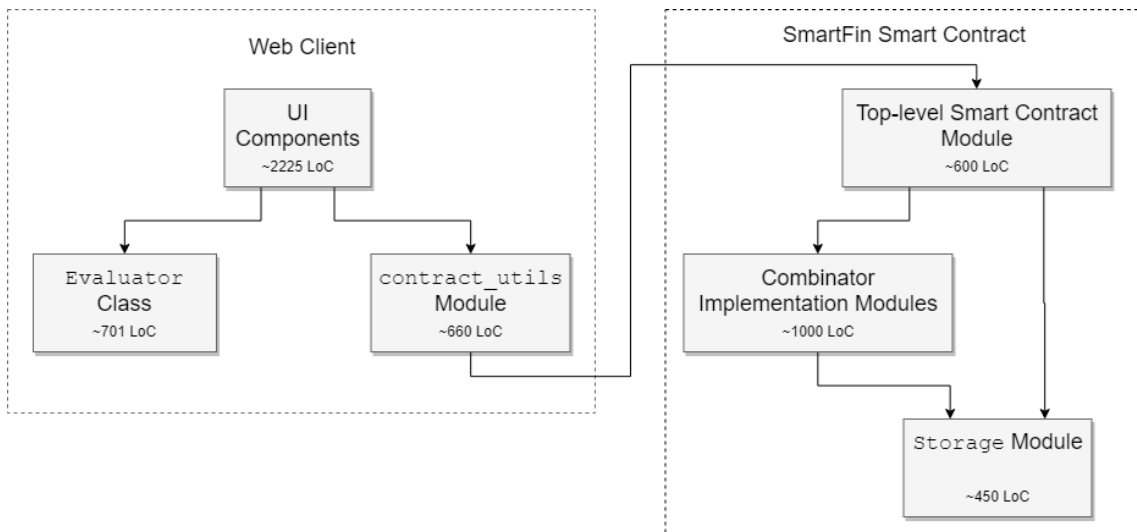 Web Client
UI
Components
~2225 LoC
Evaluator
Class
~701 LoC
contract_utils
Module
~660 LoC
SmartFin Smart Contract
Top-level Smart Contract
Module
~600 LoC
Combinator
Implementation Modules
~1000 LoC
Storage Module
~450 LoC